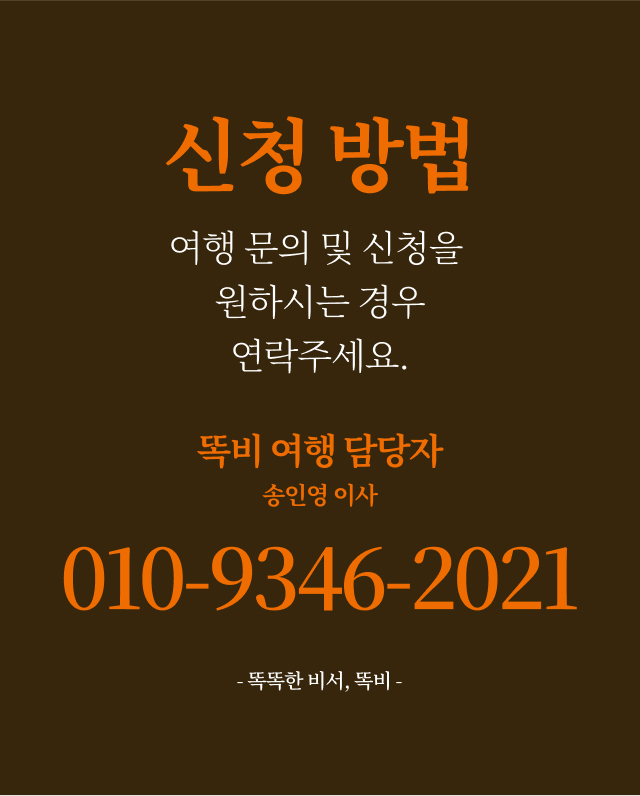 신청 방법
여행 문의 및 신청을
원하시는 경우
연락주세요.
똑비 여행 담당자
송인영 이사
010-9346-2021
- 똑똑한 비서, 똑비 -